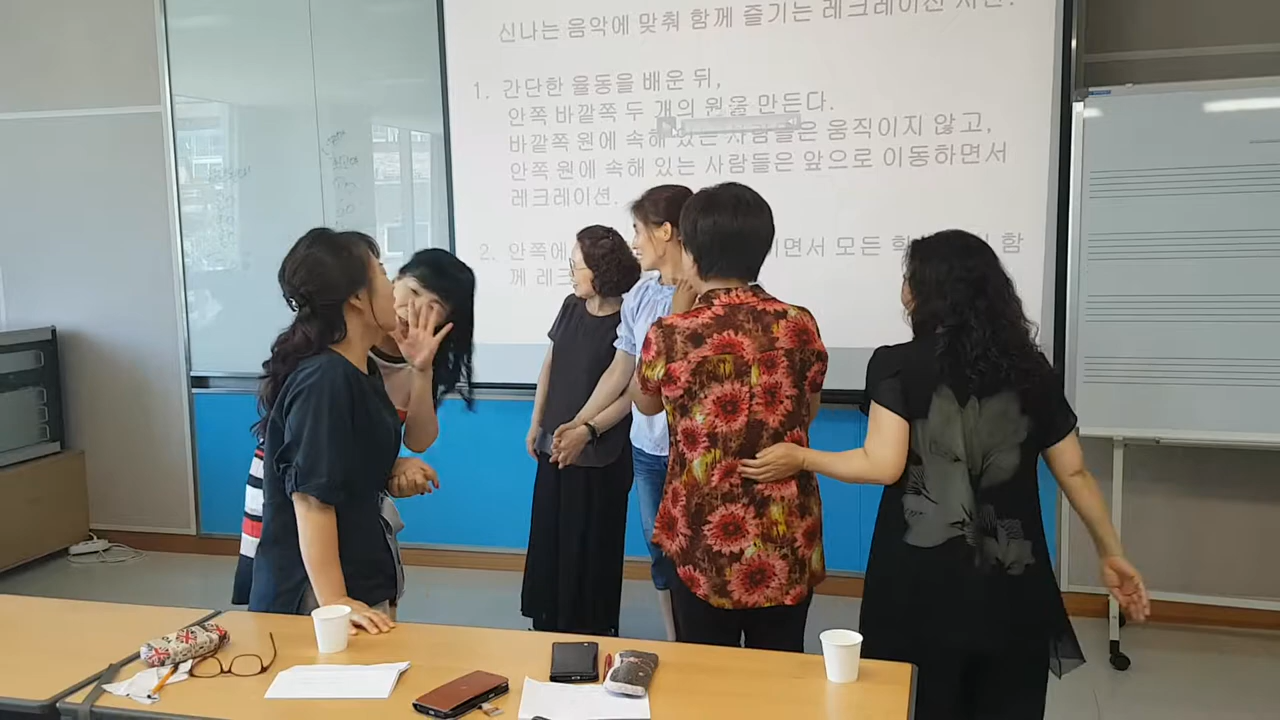 신나는 음악에 맞춰 함께 즐기는 레크레이션 시간!
1. 간단한 율동을 배운 뒤,
안쪽 바깥쪽 두 개의 원을 만든다.
바깥쪽 원에 속해 있는 사람들은 움직이지 않고,
안쪽 원에 속해 있는 사람들은 앞으로 이동하면서
레크레이션.
2. 안쪽에 면서 모든 함
께 레크